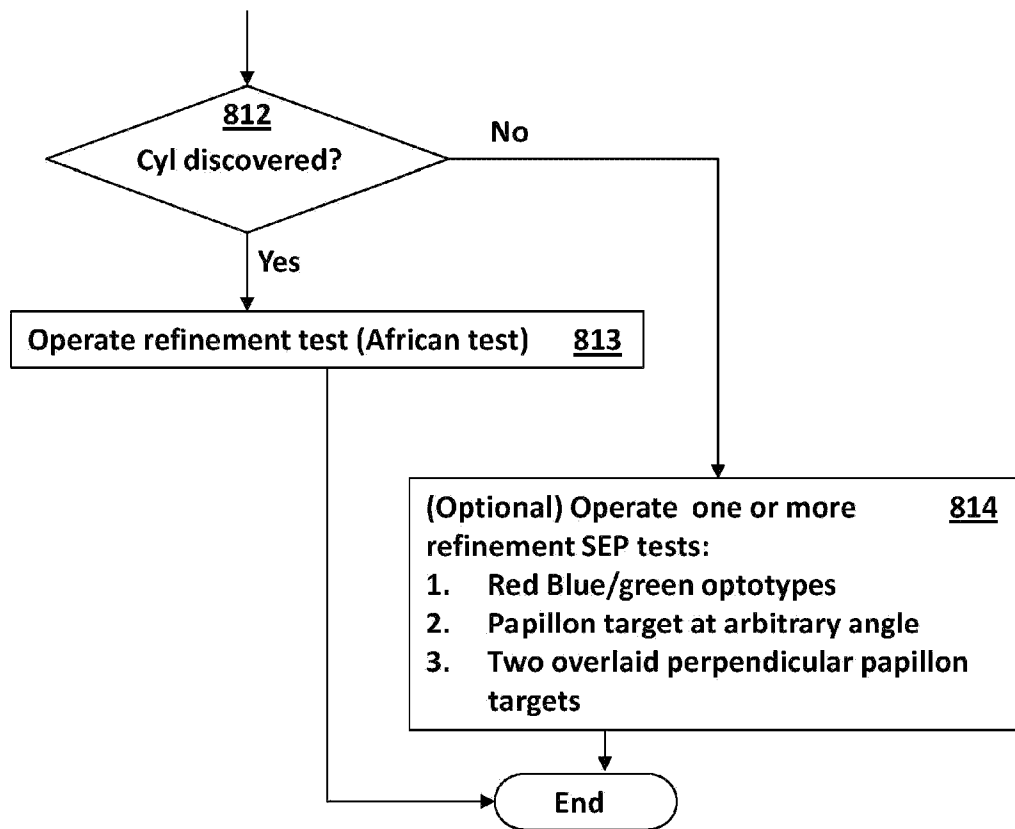 812
Cyl discovered?
No
Yes
Operate refinement test (African test) 813
(Optional) Operate one or more 814
refinement SEP tests:
1. Red Blue/green optotypes
2. Papillon target at arbitrary angle
3. Two overlaid perpendicular papillon
targets
End